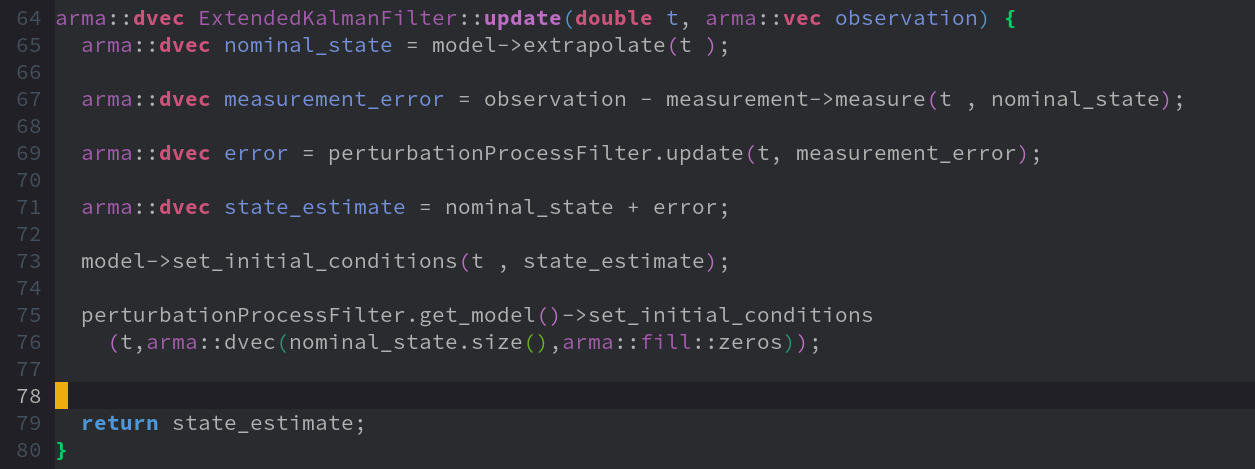 64 arma::dvec ExtendedKalmanFilter::update(double t, arma::vec observation) {
65   arma::dvec nominal_state = model->extrapolate(t );
66
67   arma::dvec measurement_error = observation - measurement->measure(t , nominal_state);
68
69   arma::dvec error = perturbationProcessFilter.update(t, measurement_error);
70
71   arma::dvec state_estimate = nominal_state + error;
72
73   model->set_initial_conditions(t , state_estimate);
74
75   perturbationProcessFilter.get_model()->set_initial_conditions
76     (t,arma::dvec(nominal_state.size(),arma::fill::zeros));
77
78
79   return state_estimate;
80 }